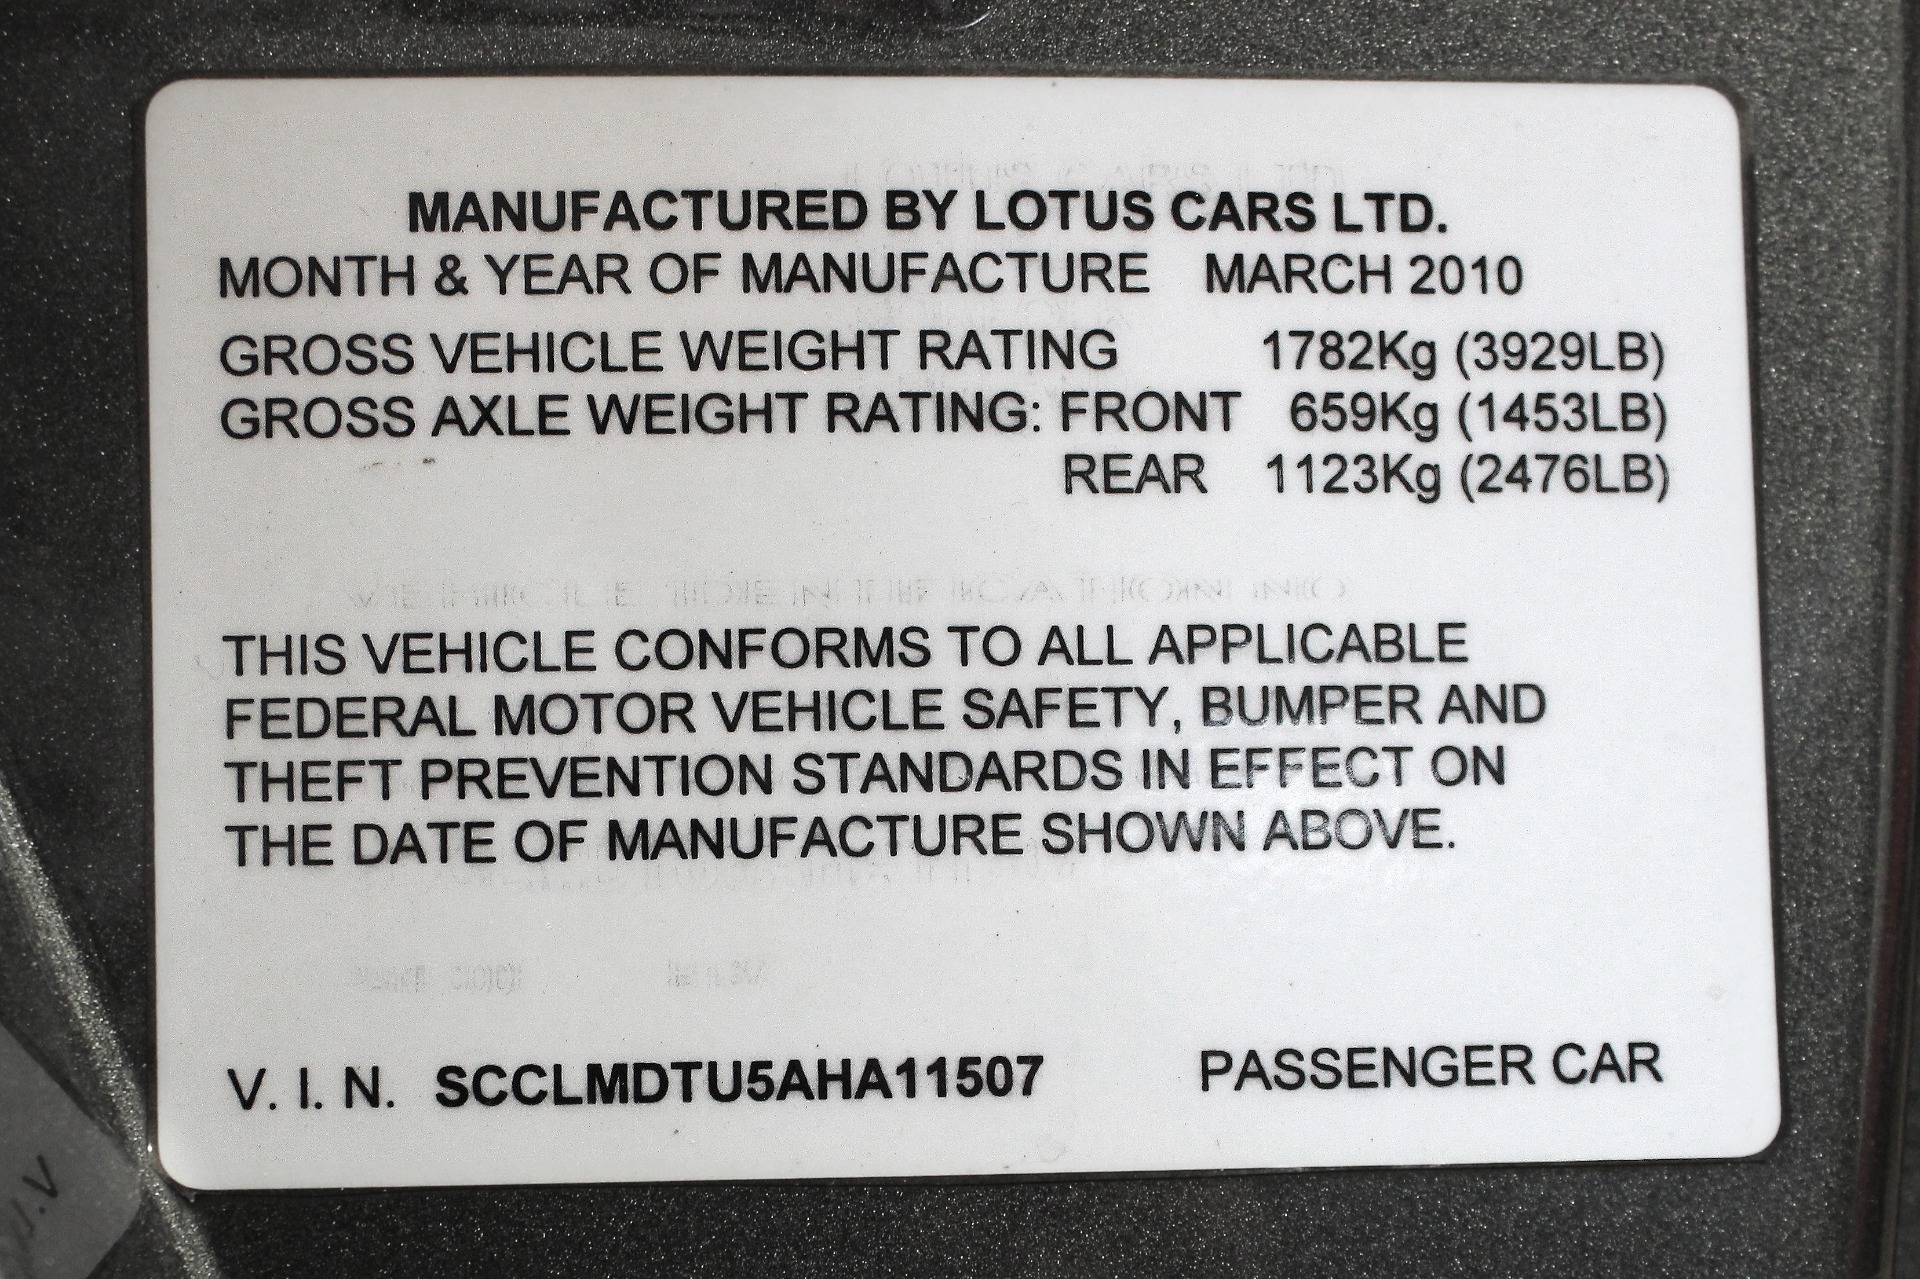 MANUFACTURED BY LOTUS CARS LTD.
MONTH & YEAR OF MANUFACTURE MARCH 2010
GROSS VEHICLE WEIGHT RATING 1782Kg (3929LB)
GROSS AXLE WEIGHT RATING: FRONT 659Kg (1453LB)
REAR 1123Kg (2476LB)
THIS VEHICLE CONFORMS TO ALL APPLICABLE
FEDERAL MOTOR VEHICLE SAFETY, BUMPER AND
THEFT PREVENTION STANDARDS IN EFFECT ON
THE DATE OF MANUFACTURE SHOWN ABOVE.
V. I. N. SCCLMDTU5AHA11507 PASSENGER CAR